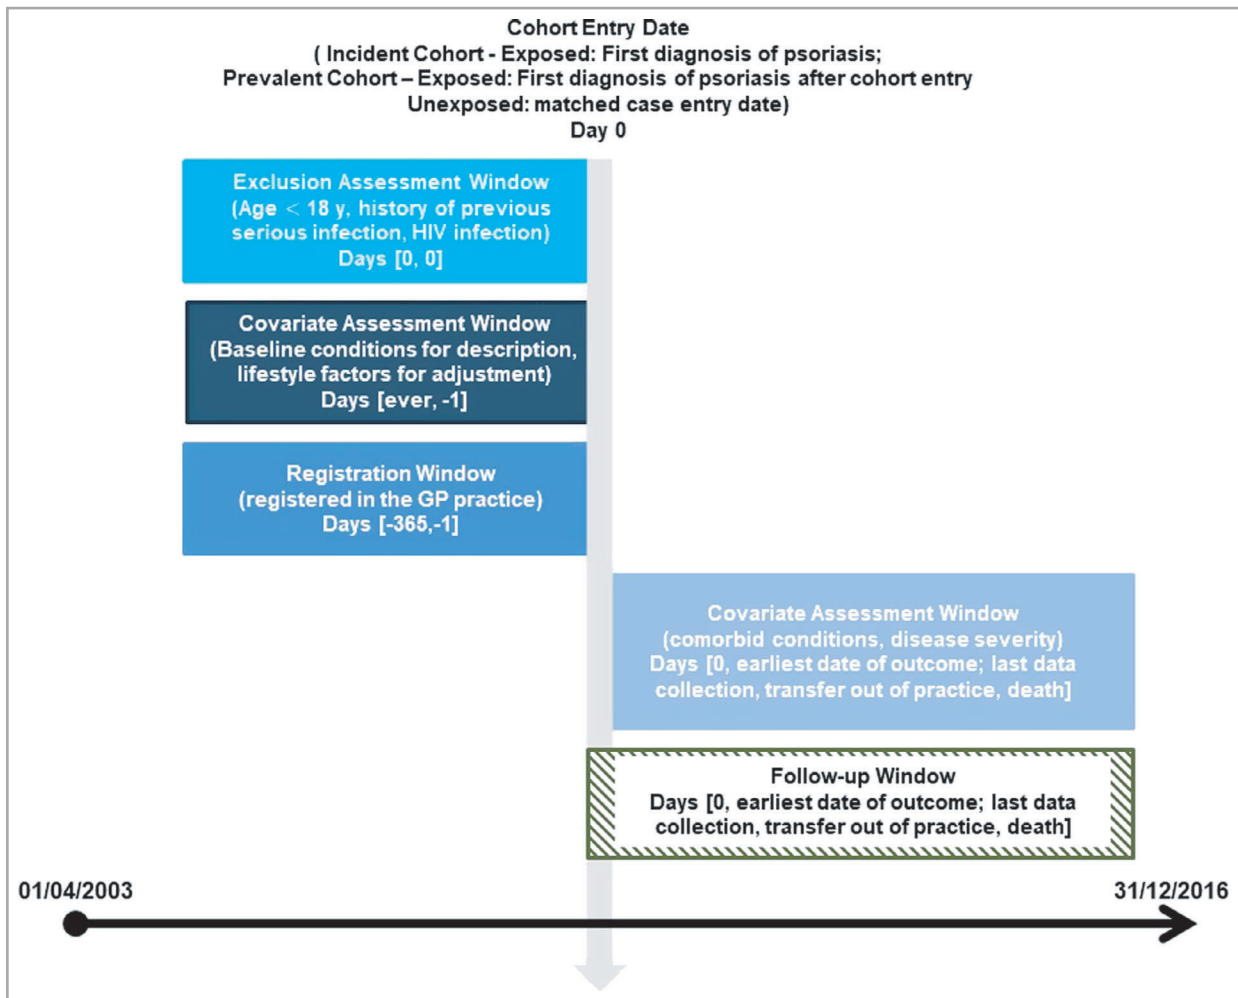 Cohort Entry Date
( Incident Cohort - Exposed: First diagnosis of psoriasis;
Prevalent Cohort – Exposed: First diagnosis of psoriasis after cohort entry
Unexposed: matched case entry date)
Day 0
Exclusion Assessment Window
(Age < 18 y, history of previous
serious infection, HIV infection)
Days [0, 0]
Covariate Assessment Window
(Baseline conditions for description,
lifestyle factors for adjustment)
Days [ever, -1]
Registration Window
(registered in the GP practice)
Days [-365,-1]
Covariate Assessment Window
(comorbid conditions, disease severity)
Days [0, earliest date of outcome; last data
collection, transfer out of practice, death]
Follow-up Window
Days [0, earliest date of outcome; last data
collection, transfer out of practice, death]
01/04/2003
31/12/2016